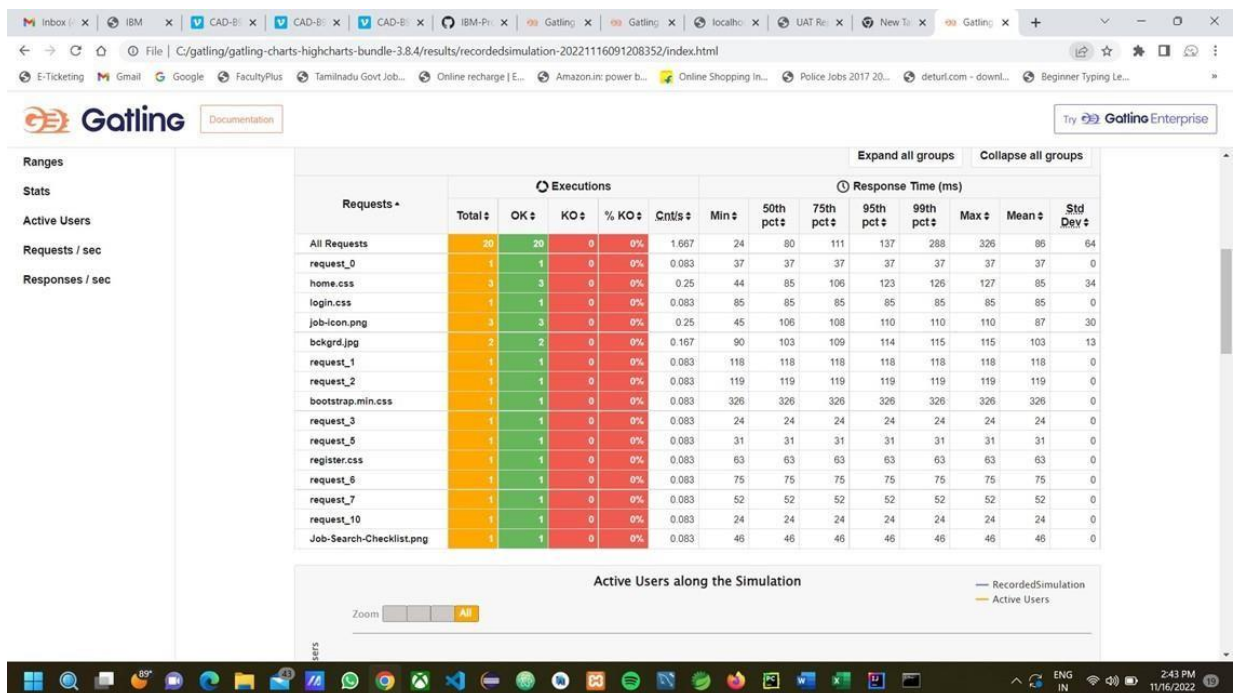 Inbox (
IBM
CAD-BS
CAD-BS
CAD-BS
IBM-Pro
Gatling
Gatling
localho
UAT Re
New Ta
Gatling
File | C:/gatling/gatling-charts-highcharts-bundle-3.8.4/results/recordedsimulation-20221116091208352/index.html
E-Ticketing Gmail Google FacultyPlus Tamilnadu Govt Job... Online recharge | E... Amazon.in: power b... Online Shopping In... Police Jobs 2017 20... deturl.com - downl... Beginner Typing Le... »
Gatling Documentation Try Gatling Enterprise
Ranges
Stats
Active Users
Requests / sec
Responses / sec
Expand all groups Collapse all groups
Requests Executions Response Time (ms)
Total OK KO % KO Cnt/s Min 50th pct 75th pct 95th pct 99th pct Max Mean Std Dev
All Requests 20 20 0 0% 1.667 24 80 111 137 288 326 86 64
request_0 1 1 0 0% 0.083 37 37 37 37 37 37 37 0
home.css 3 3 0 0% 0.25 44 85 106 123 126 127 85 34
login.css 1 1 0 0% 0.083 85 85 85 85 85 85 85 0
job-icon.png 3 3 0 0% 0.25 45 106 108 110 110 110 87 30
bckgrd.jpg 2 2 0 0% 0.167 90 103 109 114 115 115 103 13
request_1 1 1 0 0% 0.083 118 118 118 118 118 118 118 0
request_2 1 1 0 0% 0.083 119 119 119 119 119 119 119 0
bootstrap.min.css 1 1 0 0% 0.083 326 326 326 326 326 326 326 0
request_3 1 1 0 0% 0.083 24 24 24 24 24 24 24 0
request_5 1 1 0 0% 0.083 31 31 31 31 31 31 31 0
register.css 1 1 0 0% 0.083 63 63 63 63 63 63 63 0
request_6 1 1 0 0% 0.083 75 75 75 75 75 75 75 0
request_7 1 1 0 0% 0.083 52 52 52 52 52 52 52 0
request_10 1 1 0 0% 0.083 24 24 24 24 24 24 24 0
Job-Search-Checklist.png 1 1 0 0% 0.083 46 46 46 46 46 46 46 0
Active Users along the Simulation
RecordedSimulation
Active Users
Zoom All
sers
89° 43 ENG IN 2:43 PM 11/16/2022 19